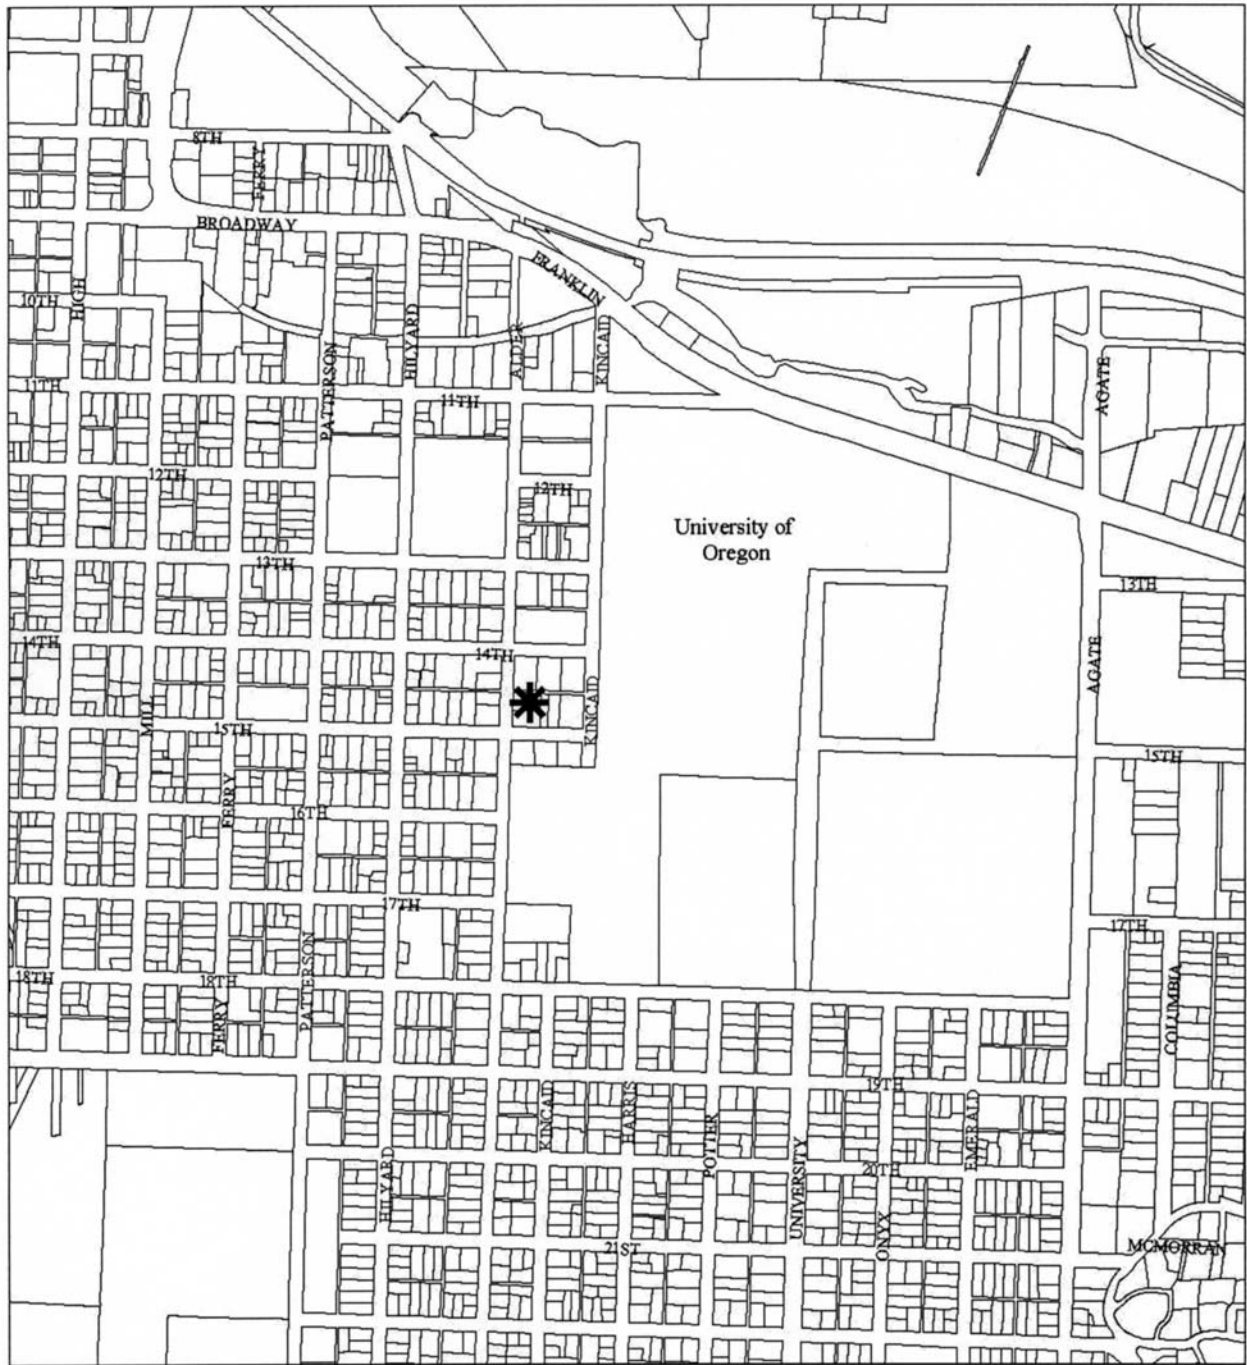 8TH
FERRY
BROADWAY
FRANKLIN
10TH
HIGH
HILYARD
ALDER
KINCAID
PATTERSON
11TH
11TH
AGATE
12TH
12TH
University of
Oregon
13TH
13TH
14TH
14TH
AGATE
KINCAID
MILL
15TH
15TH
FERRY
16TH
17TH
17TH
18TH
18TH
PATTERSON
FERRY
COLUMBIA
19TH
KINCAID
HARRIS
POTTER
EMERALD
20TH
HILYARD
UNIVERSITY
ONYX
21ST
MCMORRAN